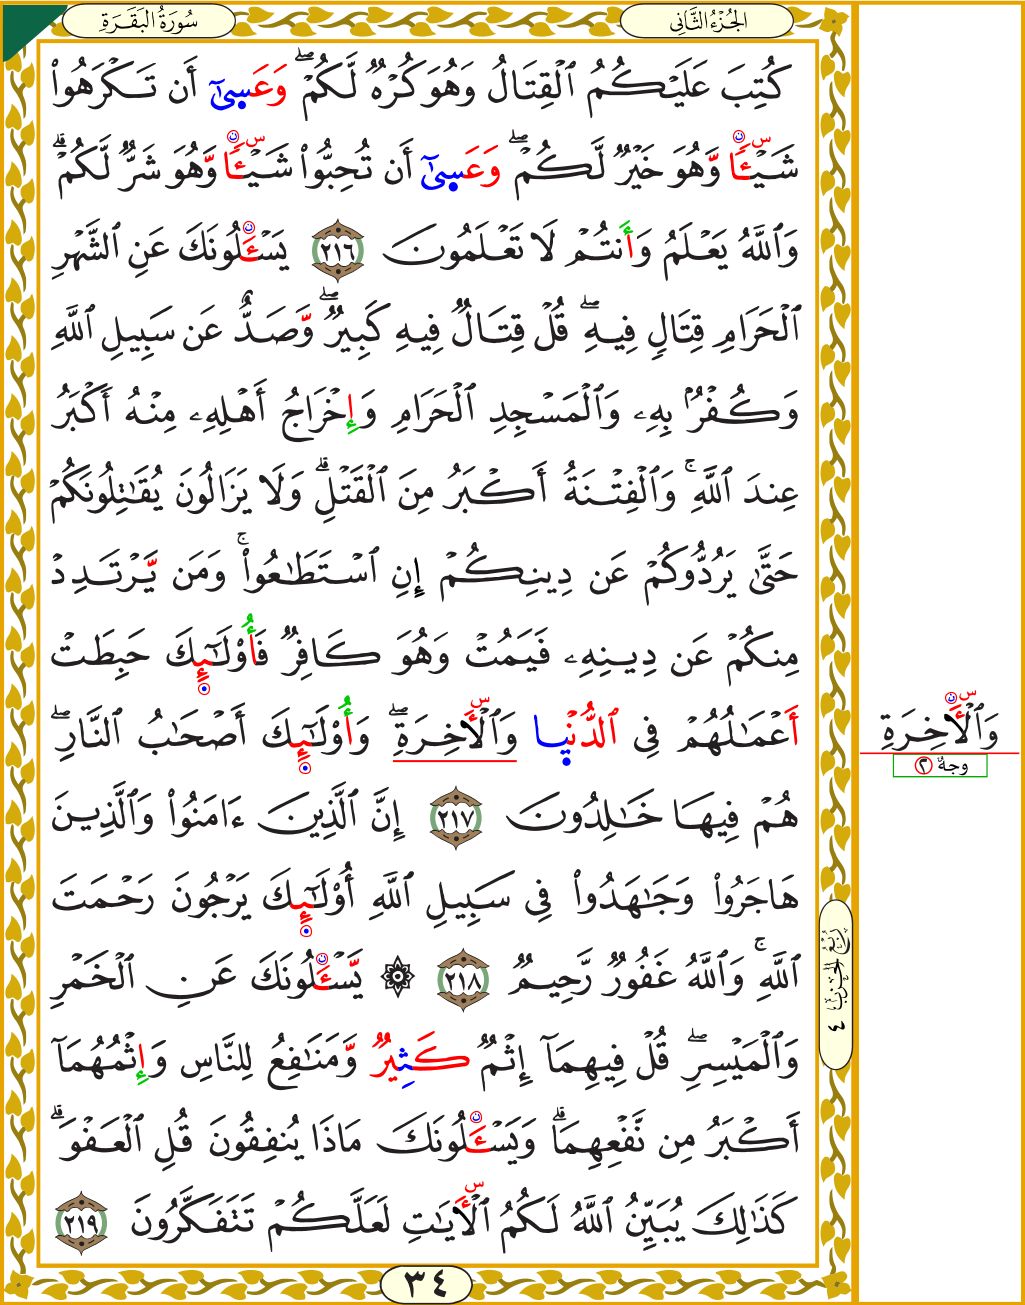 سُورَةُ البَقَرَةِ
الجُزْءُ الثَّانِي
كُتِبَ عَلَيْكُمُ ٱلْقِتَالُ وَهُوَ كُرْهٌ لَّكُمْ ۖ وَعَسِىٰٓ أَن تَكْرَهُوا۟
شَيْـًٔا وَّهُوَ خَيْرٌ لَّكُمْ ۖ وَعَسِىٰٓ أَن تُحِبُّوا۟ شَيْـًٔا وَّهُوَ شَرٌّ لَّكُمْ ۗ
وَٱللَّهُ يَعْلَمُ وَأَنتُمْ لَا تَعْلَمُونَ ٢١٦ يَسْـَٔلُونَكَ عَنِ ٱلشَّهْرِ
ٱلْحَرَامِ قِتَالٍ فِيهِ ۖ قُلْ قِتَالٌ فِيهِ كَبِيرٌ ۖ وَّصَدٌّ عَن سَبِيلِ ٱللَّهِ
وَكُفْرٌۢ بِهِۦ وَٱلْمَسْجِدِ ٱلْحَرَامِ وَإِخْرَاجُ أَهْلِهِۦ مِنْهُ أَكْبَرُ
عِندَ ٱللَّهِ ۚ وَٱلْفِتْنَةُ أَكْبَرُ مِنَ ٱلْقَتْلِ ۗ وَلَا يَزَالُونَ يُقَـٰتِلُونَكُمْ
حَتَّىٰ يَرُدُّوكُمْ عَن دِينِكُمْ إِنِ ٱسْتَطَـٰعُوا۟ ۚ وَمَن يَّرْتَدِدْ
مِنكُمْ عَن دِينِهِۦ فَيَمُتْ وَهُوَ كَافِرٌ فَأُو۟لَـٰٓئِكَ حَبِطَتْ
أَعْمَـٰلُهُمْ فِى ٱلدُّنْيِـا وَٱلْـَٔاخِرَةِ ۖ وَأُو۟لَـٰٓئِكَ أَصْحَـٰبُ ٱلنَّارِ ۖ
وَٱلْـَٔاخِرَةِ
وجهٌ ٢
هُمْ فِيهَا خَـٰلِدُونَ ٢١٧ إِنَّ ٱلَّذِينَ ءَامَنُوا۟ وَٱلَّذِينَ
هَاجَرُوا۟ وَجَـٰهَدُوا۟ فِى سَبِيلِ ٱللَّهِ أُو۟لَـٰٓئِكَ يَرْجُونَ رَحْمَتَ
ٱللَّهِ ۚ وَٱللَّهُ غَفُورٌ رَّحِيمٌ ٢١٨ ۞ يَّسْـَٔلُونَكَ عَنِ ٱلْخَمْرِ
رُبْعُ الحِزْبِ ٤
وَٱلْمَيْسِرِ ۖ قُلْ فِيهِمَآ إِثْمٌ كَثِيرٌ وَّمَنَـٰفِعُ لِلنَّاسِ وَإِثْمُهُمَآ
أَكْبَرُ مِن نَّفْعِهِمَا ۗ وَيَسْـَٔلُونَكَ مَاذَا يُنفِقُونَ قُلِ ٱلْعَفْوَ ۗ
كَذَٰلِكَ يُبَيِّنُ ٱللَّهُ لَكُمُ ٱلْـَٔايَـٰتِ لَعَلَّكُمْ تَتَفَكَّرُونَ ٢١٩
٣٤